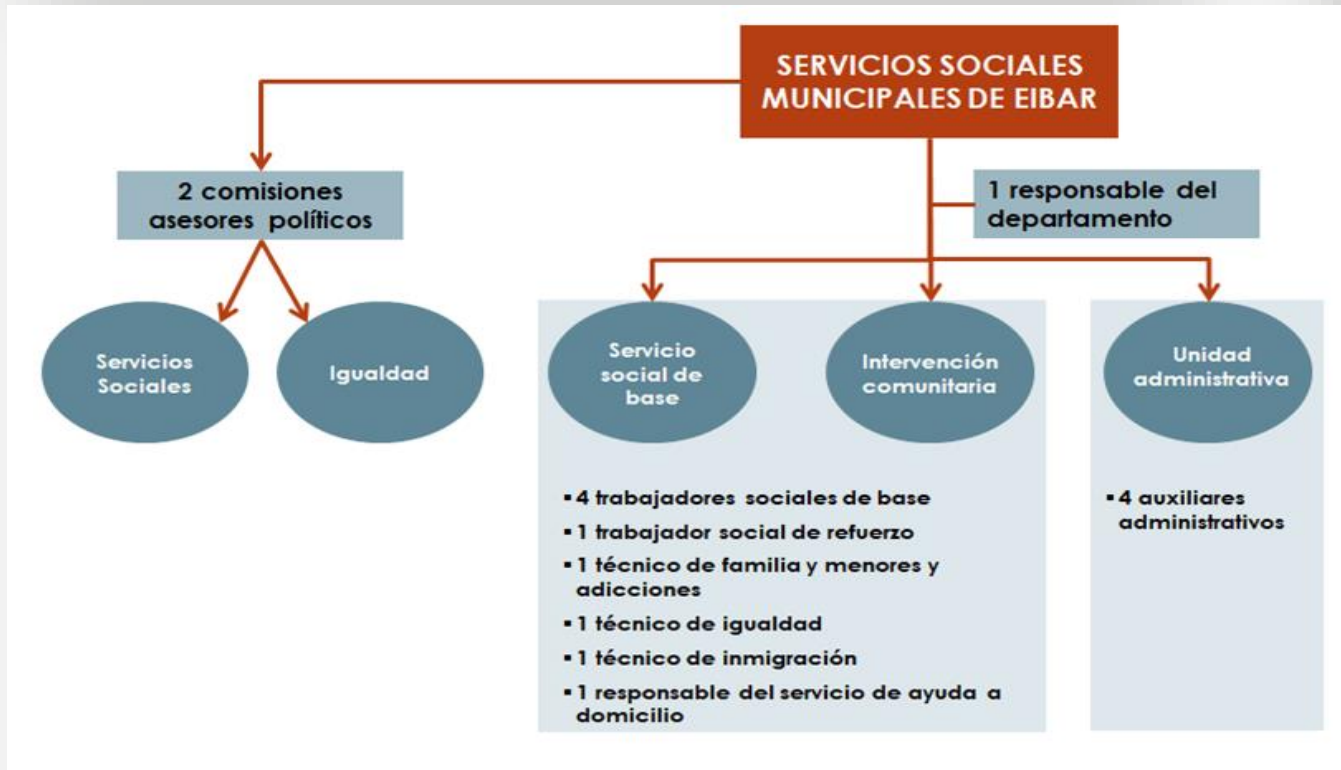 SERVICIOS SOCIALES
MUNICIPALES DE EIBAR
2 comisiones
asesores políticos
1 responsable del
departamento
Servicios
Sociales
Igualdad
Servicio
social de
base
Intervención
comunitaria
Unidad
administrativa
▪ 4 trabajadores sociales de base
▪ 1 trabajador social de refuerzo
▪ 1 técnico de familia y menores y
adicciones
▪ 1 técnico de igualdad
▪ 1 técnico de inmigración
▪ 1 responsable del servicio de ayuda a
domicilio
▪ 4 auxiliares
administrativos